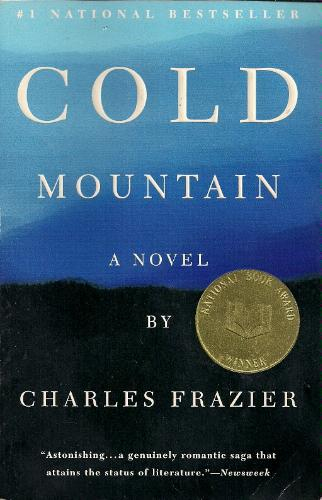 #1 NATIONAL BESTSELLER
COLD
MOUNTAIN
A NOVEL
NATIONAL BOOK AWARD
WINNER
BY
CHARLES FRAZIER
"Astonishing...a genuinely romantic saga that
attains the status of literature."—Newsweek